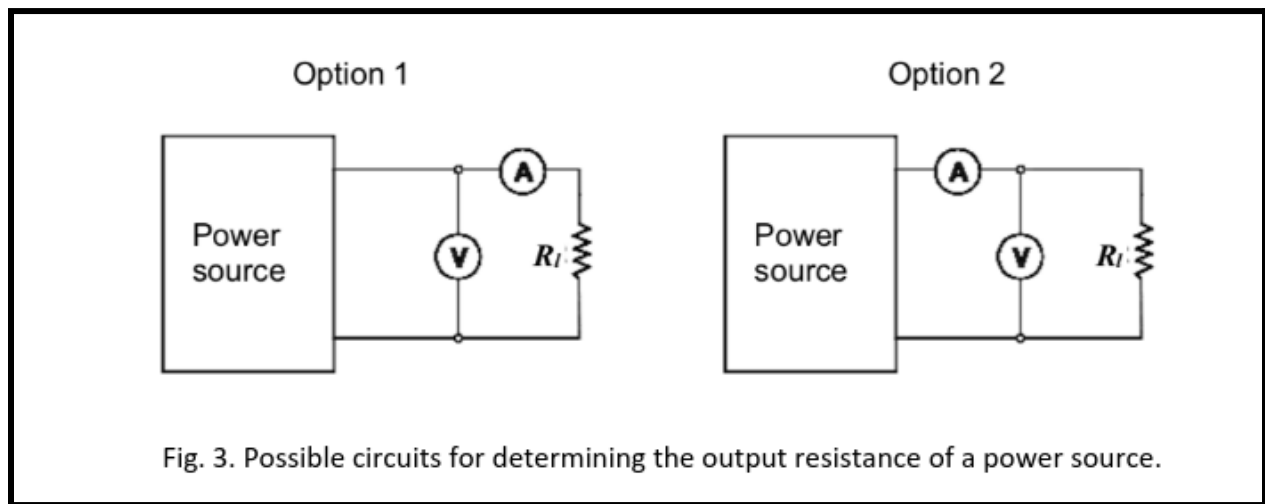 Option 1
Option 2
Power
source
A
V
Rl
Power
source
A
V
Rl
Fig. 3. Possible circuits for determining the output resistance of a power source.